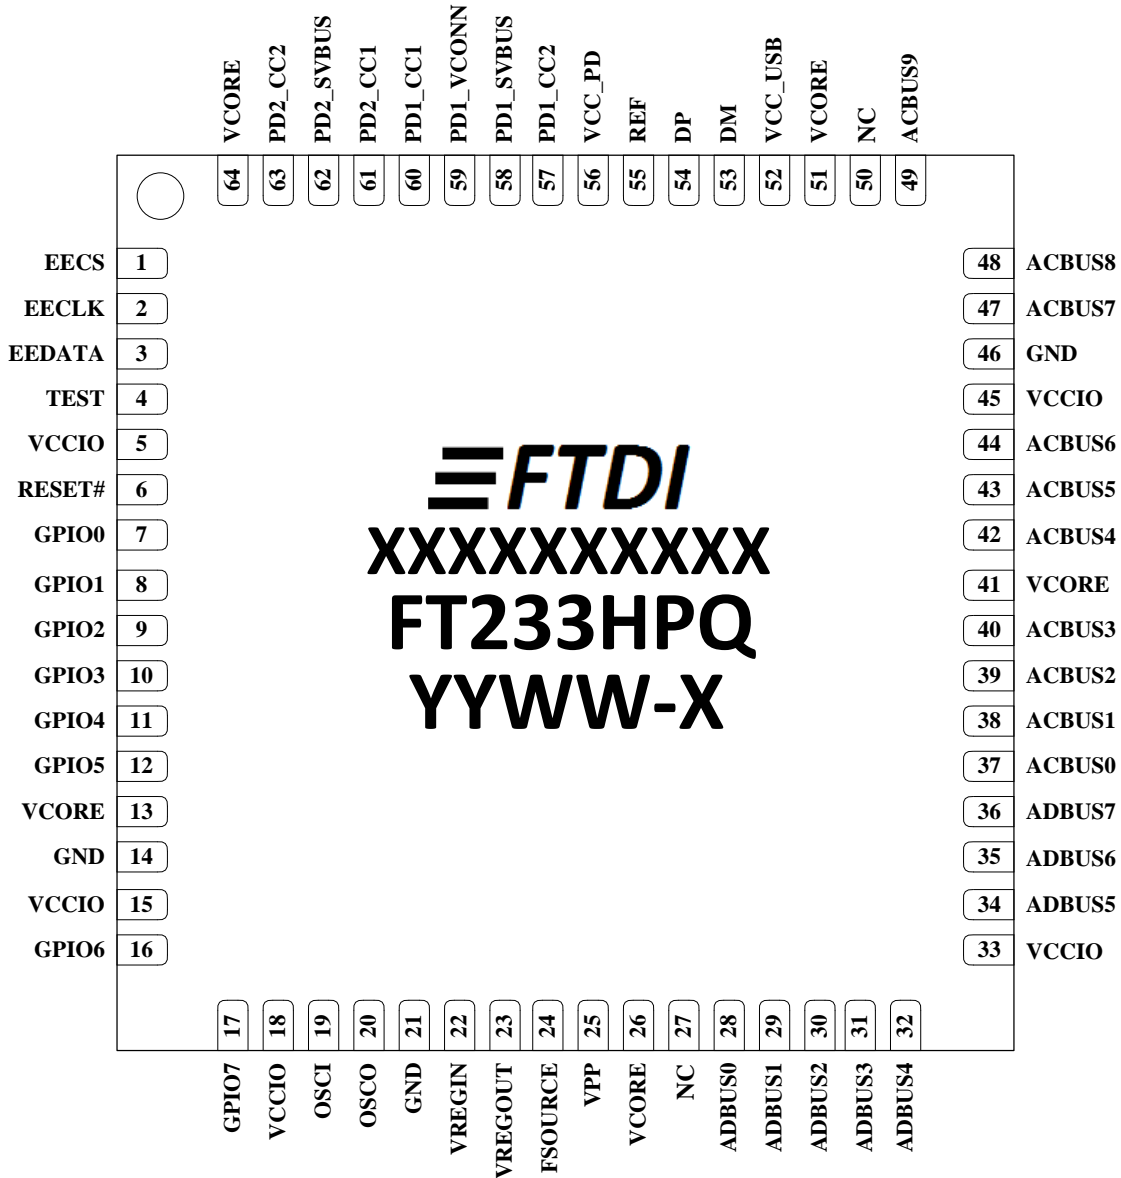 VCORE PD2_CC2 PD2_SVBUS PD2_CC1 PD1_CC1 PD1_VCONN PD1_SVBUS PD1_CC2 VCC_PD REF DP DM VCC_USB VCORE NC ACBUS9
64 63 62 61 60 59 58 57 56 55 54 53 52 51 50 49
EECS 1 48 ACBUS8
EECLK 2 47 ACBUS7
EEDATA 3 46 GND
TEST 4 45 VCCIO
VCCIO 5 44 ACBUS6
RESET# 6 43 ACBUS5
GPIO0 7 42 ACBUS4
GPIO1 8 41 VCORE
GPIO2 9 40 ACBUS3
GPIO3 10 39 ACBUS2
GPIO4 11 38 ACBUS1
GPIO5 12 37 ACBUS0
VCORE 13 36 ADBUS7
GND 14 35 ADBUS6
VCCIO 15 34 ADBUS5
GPIO6 16 33 VCCIO
FTDI
XXXXXXXXXX
FT233HPQ
YYWW-X
17 18 19 20 21 22 23 24 25 26 27 28 29 30 31 32
GPIO7 VCCIO OSCI OSCO GND VREGIN VREGOUT FSOURCE VPP VCORE NC ADBUS0 ADBUS1 ADBUS2 ADBUS3 ADBUS4